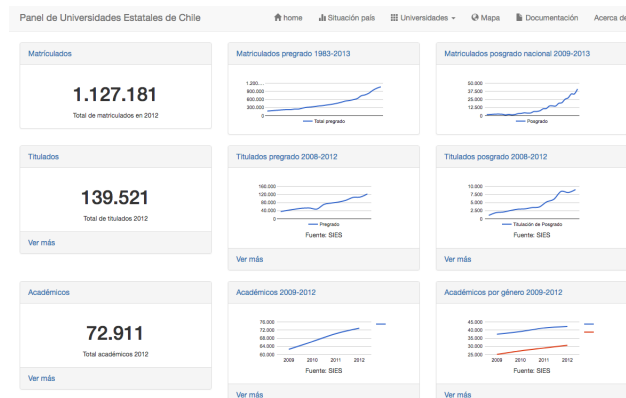 Panel de Universidades Estatales de Chile
home
Situación país
Universidades
Mapa
Documentación
Acerca de
Matrículados
1.127.181
Total de matriculados en 2012
Matriculados pregrado 1983-2013
1.200....
900.000
600.000
300.000
0
Total pregrado
Matriculados posgrado nacional 2009-2013
50.000
37.500
25.000
12.500
0
Posgrado
Titulados
139.521
Total de titulados 2012
Ver más
Titulados pregrado 2008-2012
160.000
120.000
80.000
40.000
0
Pregrado
Fuente: SIES
Ver más
Titulados posgrado 2008-2012
10.000
7.500
5.000
2.500
0
Titulación de Posgrado
Fuente: SIES
Ver más
Académicos
72.911
Total académicos 2012
Ver más
Académicos 2009-2012
76.000
72.000
68.000
64.000
60.000
2009 2010 2011 2012
Fuente: SIES
Ver más
Académicos por género 2009-2012
45.000
40.000
35.000
30.000
25.000
2009 2010 2011 2012
Fuente: SIES
Ver más